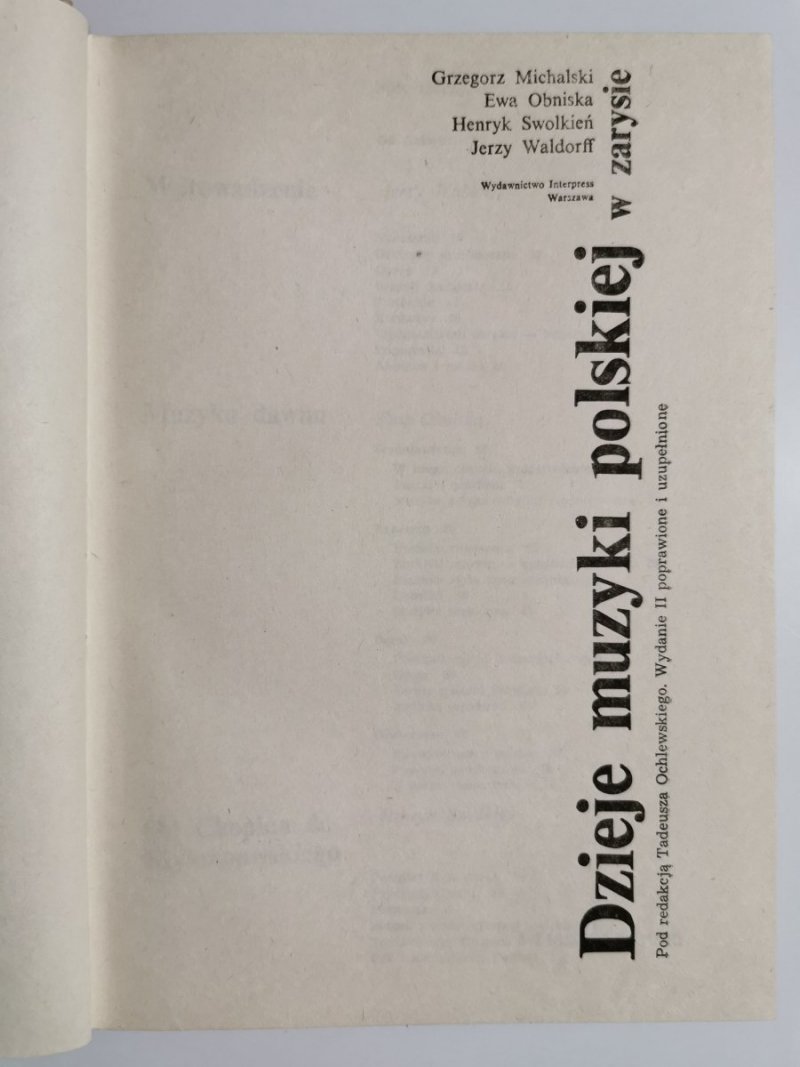 Grzegorz Michalski
Ewa Obniska
Henryk Swolkień
Jerzy Waldorff
Wydawnictwo Interpress
Warszawa
Dzieje muzyki polskiej w zarysie
Pod redakcją Tadeusza Ochlewskiego. Wydanie II poprawione i uzupełnione